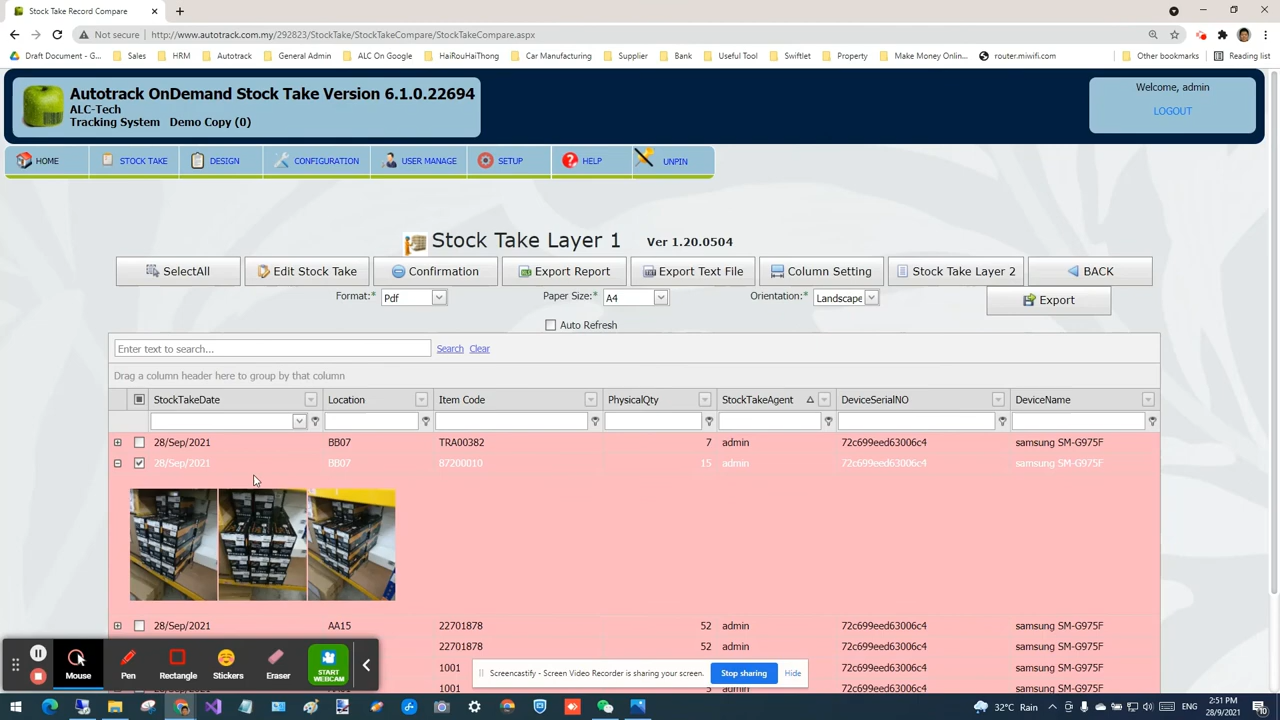 Stock Take Record Compare
Not secure
http://www.autotrack.com.my/292823/StockTake/StockTakeCompare/StockTakeCompare.aspx
Draft Document - G...
Sales
HRM
Autotrack
General Admin
ALC On Google
HaiRouHaiThong
Car Manufacturing
Supplier
Bank
Useful Tool
Swiftlet
Property
Make Money Onlin...
router.miwifi.com
Other bookmarks
Reading list
Autotrack OnDemand Stock Take Version 6.1.0.22694
ALC-Tech
Tracking System Demo Copy (0)
Welcome, admin
LOGOUT
HOME
STOCK TAKE
DESIGN
CONFIGURATION
USER MANAGE
SETUP
HELP
UNPIN
Stock Take Layer 1 Ver 1.20.0504
SelectAll
Edit Stock Take
Confirmation
Export Report
Export Text File
Column Setting
Stock Take Layer 2
BACK
Format:* Pdf
Paper Size:* A4
Orientation:* Landscape
Export
Auto Refresh
Enter text to search...
Search Clear
Drag a column header here to group by that column
StockTakeDate Location Item Code PhysicalQty StockTakeAgent DeviceSerialNO DeviceName
28/Sep/2021 BB07 TRA00382 7 admin 72c699eed63006c4 samsung SM-G975F
28/Sep/2021 BB07 87200010 15 admin 72c699eed63006c4 samsung SM-G975F
28/Sep/2021 AA15 22701878 52 admin 72c699eed63006c4 samsung SM-G975F
22701878 52 admin 72c699eed63006c4 samsung SM-G975F
1001 samsung SM-G975F
1001 5 admin 72c699eed63006c4 samsung SM-G975F
Mouse
Pen
Rectangle
Stickers
Eraser
START
WEBCAM
Screencastify - Screen Video Recorder is sharing your screen.
Stop sharing
Hide
32°C Rain
ENG
2:51 PM
28/9/2021